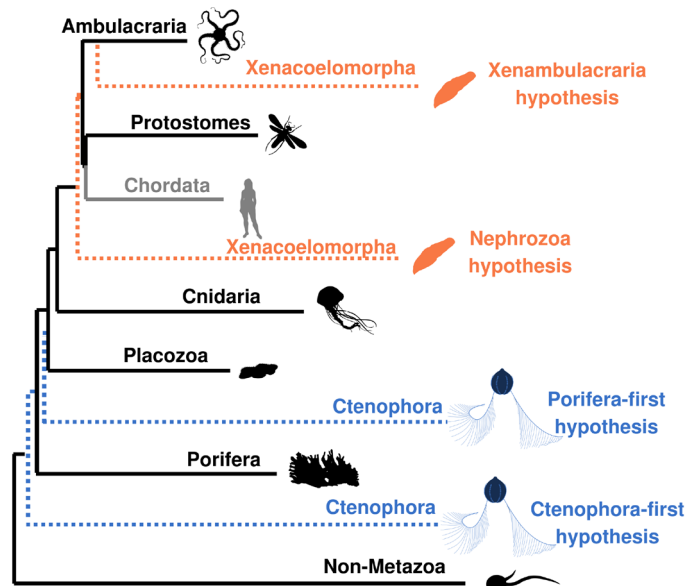 Ambulacraria
Xenacoelomorpha
Xenambulacraria
hypothesis
Protostomes
Chordata
Xenacoelomorpha
Nephrozoa
hypothesis
Cnidaria
Placozoa
Ctenophora
Porifera-first
hypothesis
Porifera
Ctenophora
Ctenophora-first
hypothesis
Non-Metazoa